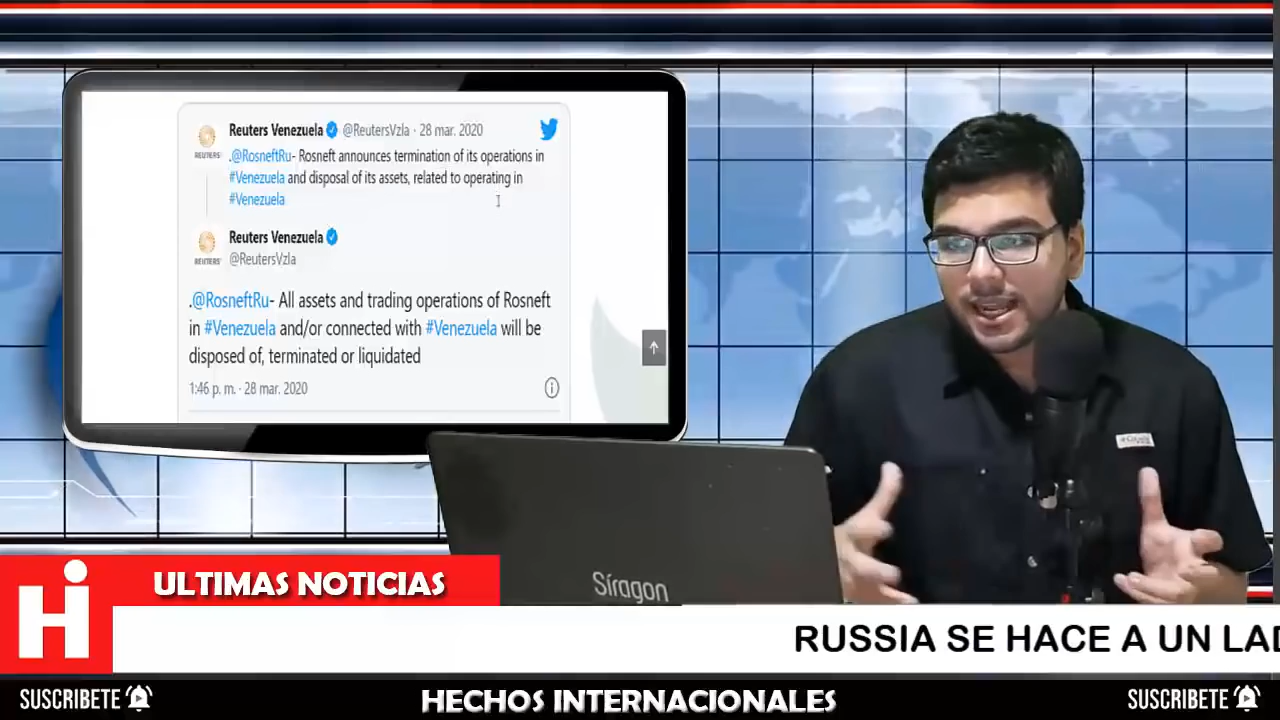 Reuters Venezuela @ReutersVzla · 28 mar. 2020
.@RosneftRu- Rosneft announces termination of its operations in
#Venezuela and disposal of its assets, related to operating in
#Venezuela
REUTERS
Reuters Venezuela
@ReutersVzla
REUTERS
.@RosneftRu- All assets and trading operations of Rosneft
in #Venezuela and/or connected with #Venezuela will be
disposed of, terminated or liquidated
1:46 p. m. · 28 mar. 2020
Síragon
Hi
ULTIMAS NOTICIAS
RUSSIA SE HACE A UN LAD
SUSCRIBETE
HECHOS INTERNACIONALES
SUSCRIBETE